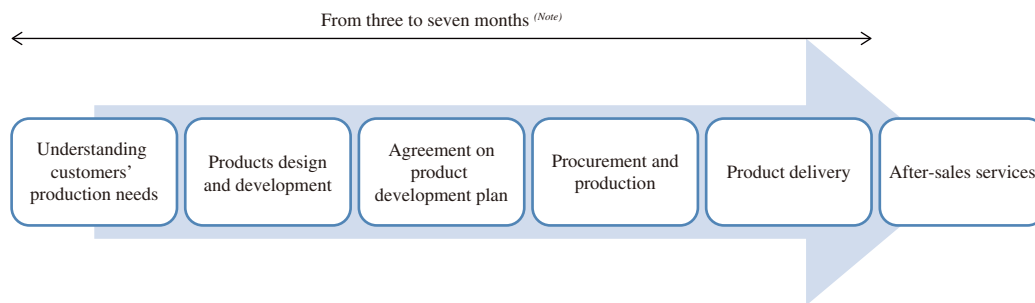 From three to seven months (Note)
Understanding
customers’
production needs
Products design
and development
Agreement on
product
development plan
Procurement and
production
Product delivery
After-sales services